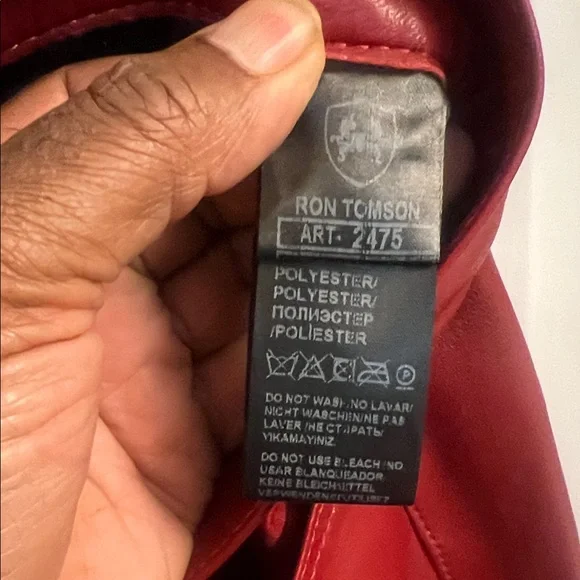 RON TOMSON
ART- 2475
POLYESTER/
POLYESTER/
ПОЛИЭСТЕР
/POLIESTER
P
DO NOT WASH, NO LAVAR/
NICHT WASCHEN/NE PAS
LAVER /НЕ СТИРАТЬ/
YIKAMAYINIZ.
DO NOT USE BLEACH/NO
USAR BLANQUEADOR
KEINE BLEICHMITTEL